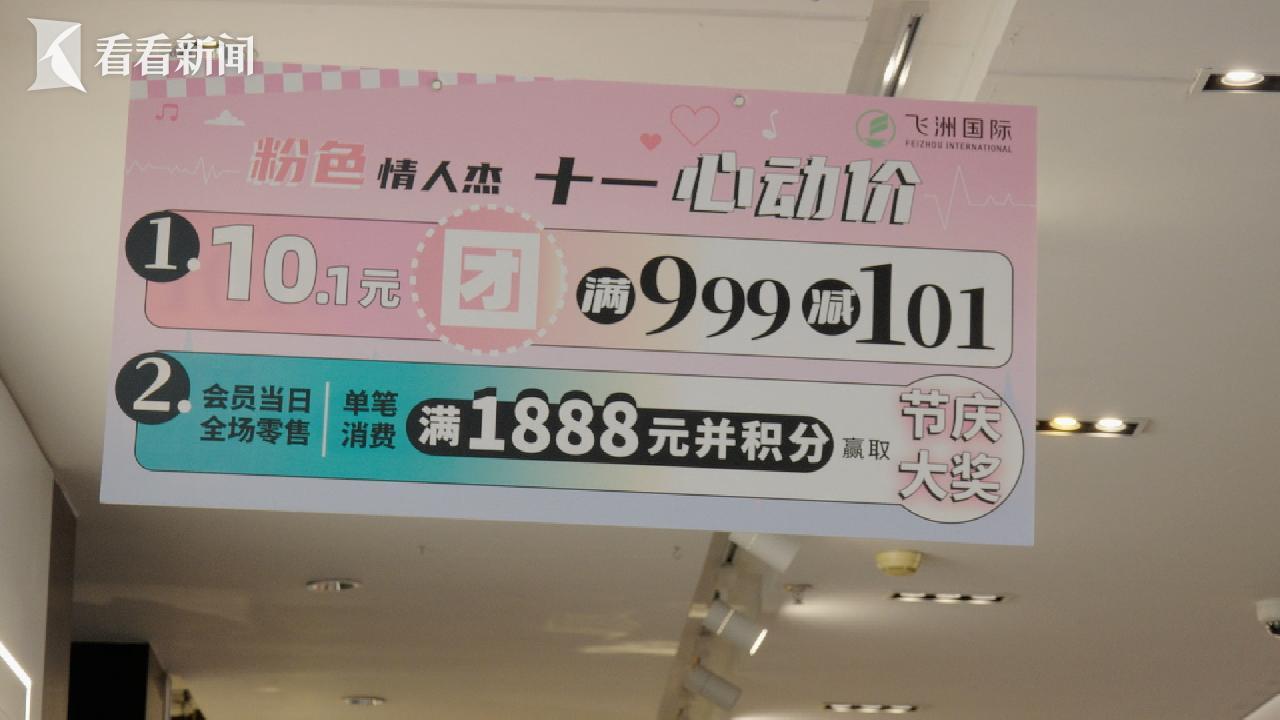 看看新闻
飞洲国际
FEIZHOU INTERNATIONAL
粉色情人杰 十一心动价
1. 10.1元 团 满999减101
2. 会员当日 全场零售 单笔 消费 满1888元并积分 赢取 节庆 大奖